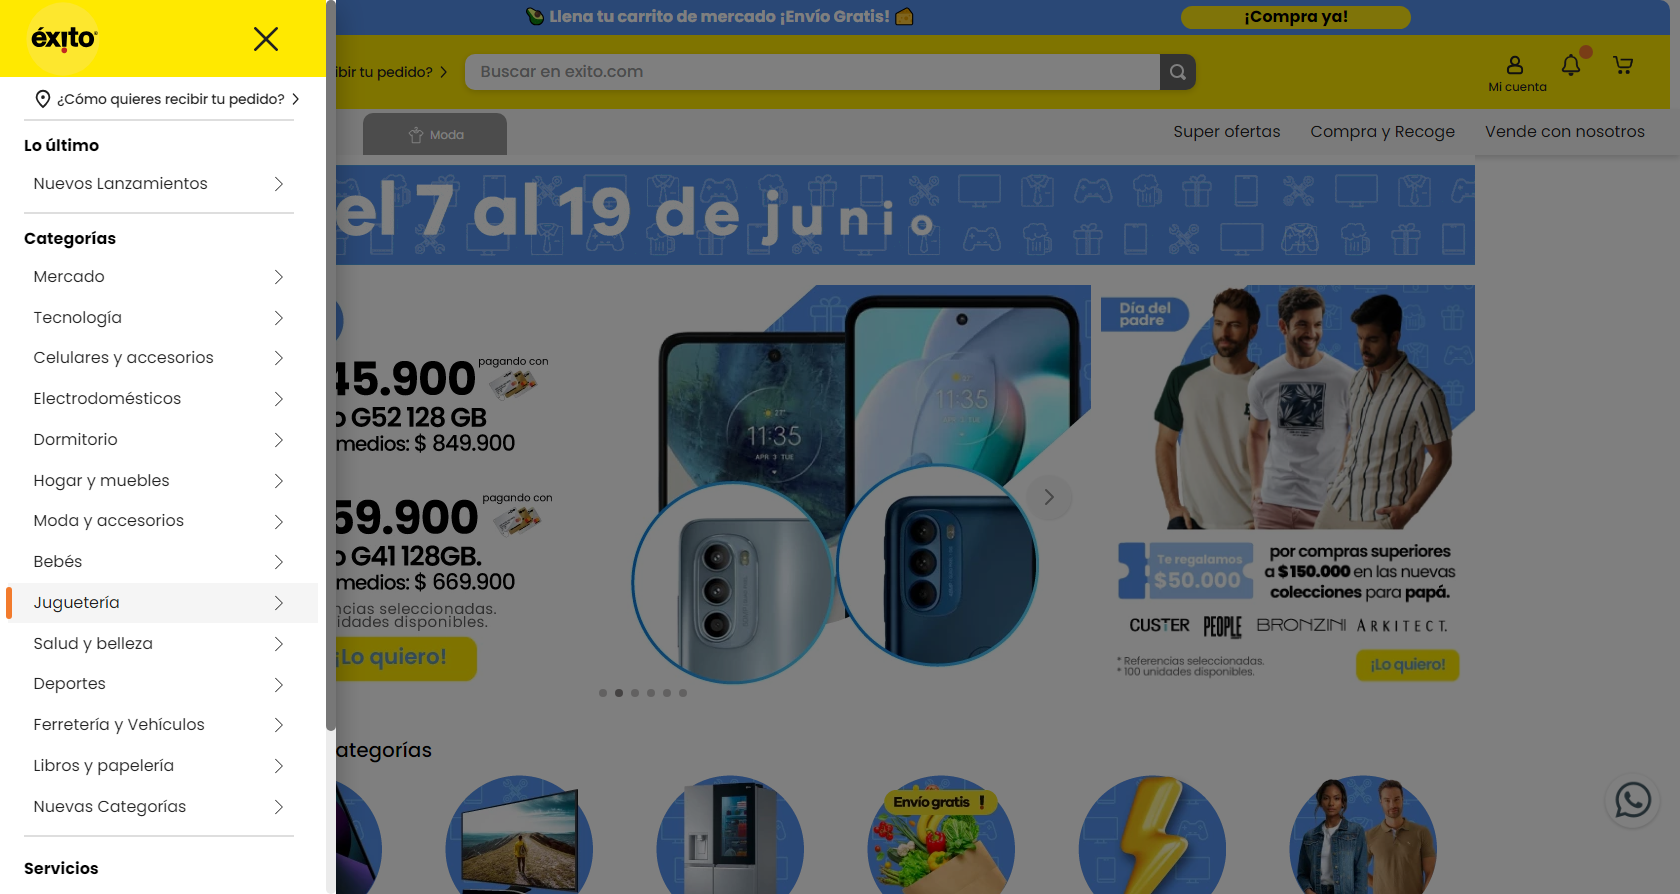 🥑 Llena tu carrito de mercado ¡Envío Gratis! 🧀
¡Compra ya!
éxito
¿Cómo quieres recibir tu pedido?
Lo último
Nuevos Lanzamientos
Categorías
Mercado
Tecnología
Celulares y accesorios
Electrodomésticos
Dormitorio
Hogar y muebles
Moda y accesorios
Bebés
Juguetería
Salud y belleza
Deportes
Ferretería y Vehículos
Libros y papelería
Nuevas Categorías
Servicios
ibir tu pedido?
Buscar en exito.com
Mi cuenta
Moda
Super ofertas
Compra y Recoge
Vende con nosotros
el 7 al 19 de junio
45.900
pagando con
o G52 128 GB
medios: $ 849.900
59.900
pagando con
o G41 128GB.
medios: $ 669.900
ncias seleccionadas.
idades disponibles.
¡Lo quiero!
27°
11:35
APR 3 TUE
11:35
Día del
padre
Te regalamos
$50.000
por compras superiores
a $150.000 en las nuevas
colecciones para papá.
CUSTER PEOPLE BRONZINI ARKITECT.
* Referencias seleccionadas.
* 100 unidades disponibles.
¡Lo quiero!
ategorías
Envío gratis !